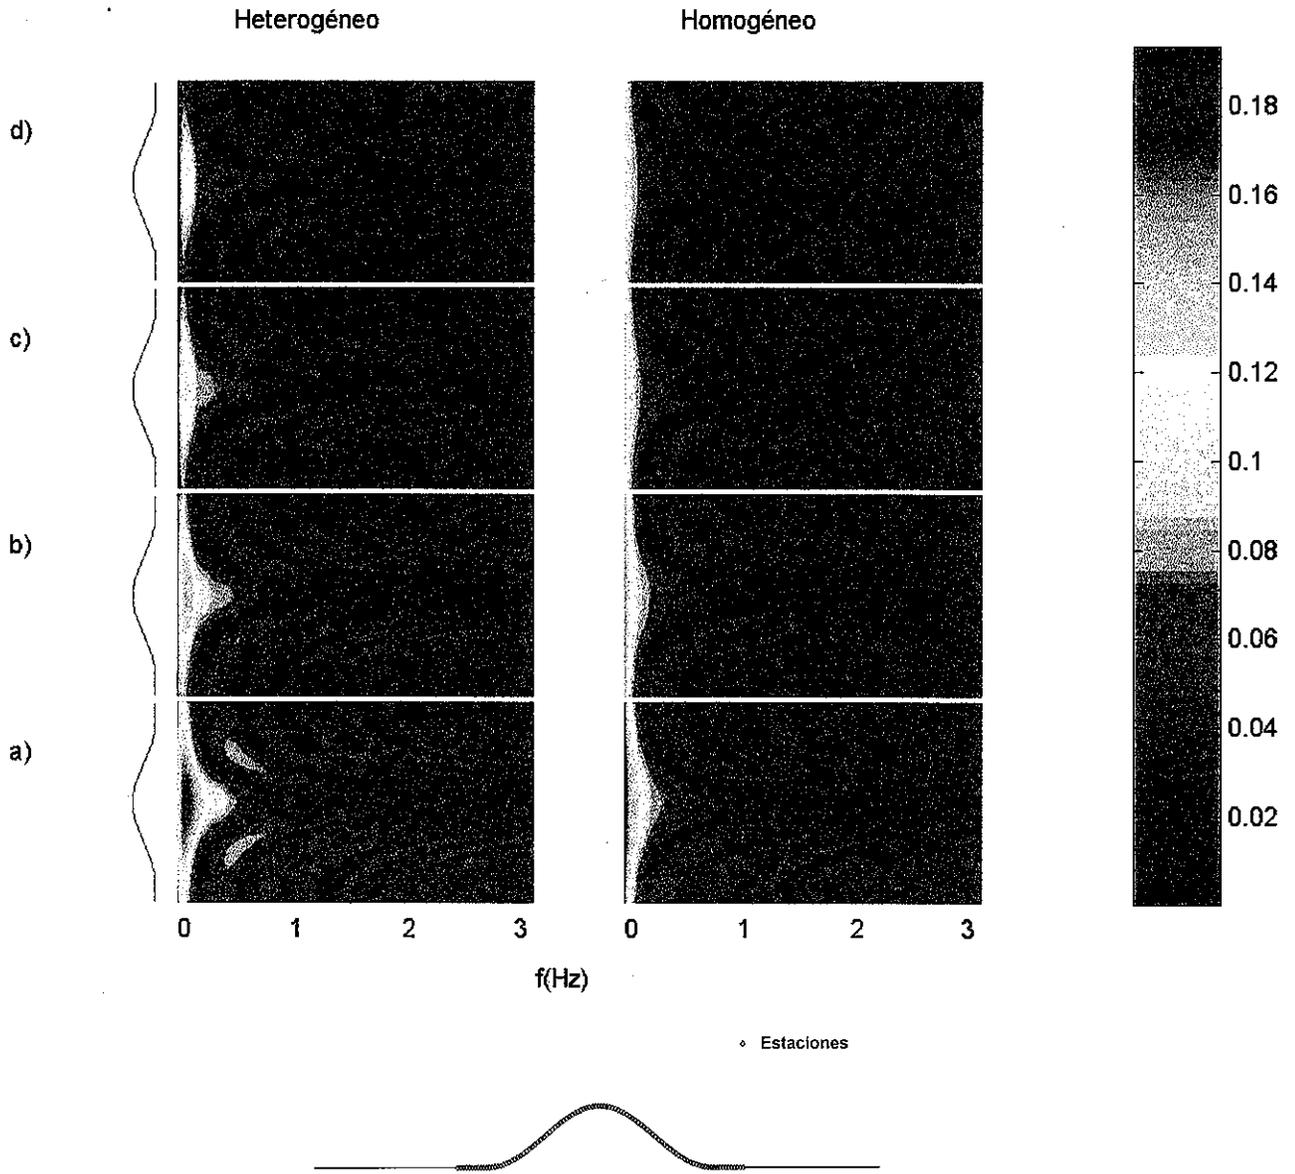 Heterogéneo Homogéneo
d)
c)
b)
a)
0.18
0.16
0.14
0.12
0.1
0.08
0.06
0.04
0.02
0 1 2 3 0 1 2 3
f(Hz)
Estaciones